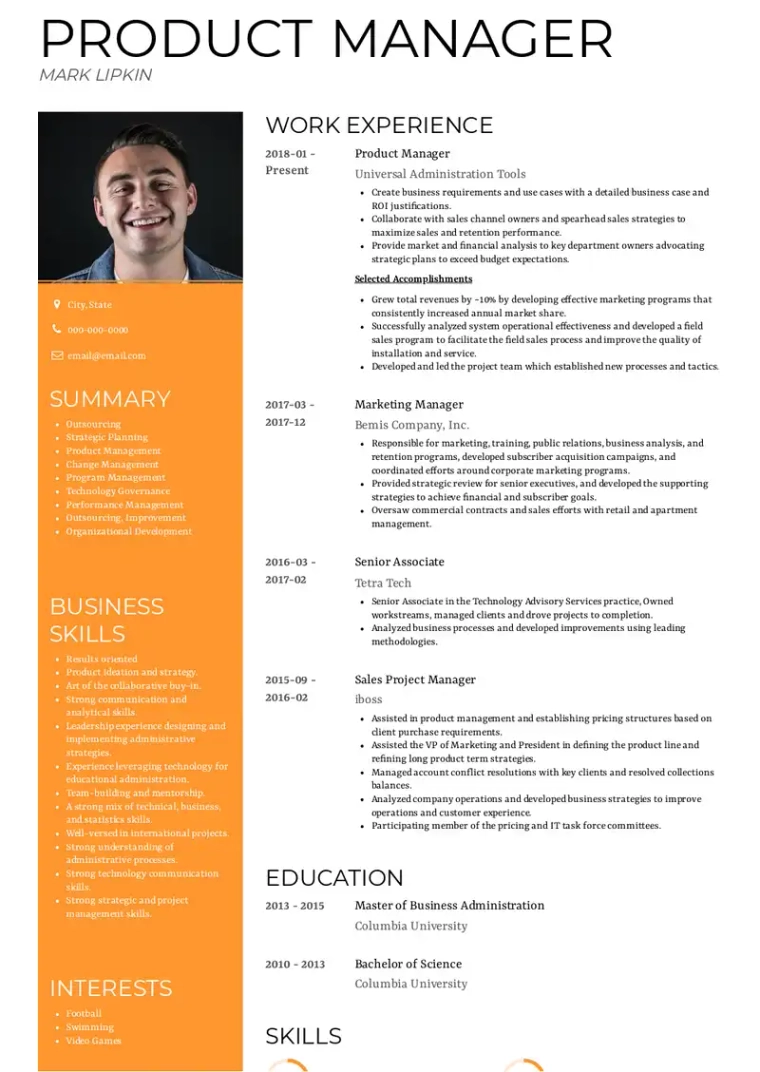 PRODUCT MANAGER
MARK LIPKIN
City, State
000-000-0000
email@email.com
SUMMARY
• Outsourcing
• Strategic Planning
• Product Management
• Change Management
• Program Management
• Technology Governance
• Performance Management
• Outsourcing, Improvement
• Organizational Development
BUSINESS
SKILLS
• Results oriented
• Product ideation and strategy.
• Art of the collaborative buy-in.
• Strong communication and
analytical skills.
• Leadership experience designing and
implementing administrative
strategies.
• Experience leveraging technology for
educational administration.
• Team-building and mentorship.
• A strong mix of technical, business,
and statistics skills.
• Well-versed in international projects.
• Strong understanding of
administrative processes.
• Strong technology communication
skills.
• Strong strategic and project
management skills.
INTERESTS
• Football
• Swimming
• Video Games
WORK EXPERIENCE
2018-01 -
Present
Product Manager
Universal Administration Tools
• Create business requirements and use cases with a detailed business case and
ROI justifications.
• Collaborate with sales channel owners and spearhead sales strategies to
maximize sales and retention performance.
• Provide market and financial analysis to key department owners advocating
strategic plans to exceed budget expectations.
Selected Accomplishments
• Grew total revenues by ~10% by developing effective marketing programs that
consistently increased annual market share.
• Successfully analyzed system operational effectiveness and developed a field
sales program to facilitate the field sales process and improve the quality of
installation and service.
• Developed and led the project team which established new processes and tactics.
2017-03 -
2017-12
Marketing Manager
Bemis Company, Inc.
• Responsible for marketing, training, public relations, business analysis, and
retention programs, developed subscriber acquisition campaigns, and
coordinated efforts around corporate marketing programs.
• Provided strategic review for senior executives, and developed the supporting
strategies to achieve financial and subscriber goals.
• Oversaw commercial contracts and sales efforts with retail and apartment
management.
2016-03 -
2017-02
Senior Associate
Tetra Tech
• Senior Associate in the Technology Advisory Services practice, Owned
workstreams, managed clients and drove projects to completion.
• Analyzed business processes and developed improvements using leading
methodologies.
2015-09 -
2016-02
Sales Project Manager
iboss
• Assisted in product management and establishing pricing structures based on
client purchase requirements.
• Assisted the VP of Marketing and President in defining the product line and
refining long product term strategies.
• Managed account conflict resolutions with key clients and resolved collections
balances.
• Analyzed company operations and developed business strategies to improve
operations and customer experience.
• Participating member of the pricing and IT task force committees.
EDUCATION
2013 - 2015
Master of Business Administration
Columbia University
2010 - 2013
Bachelor of Science
Columbia University
SKILLS